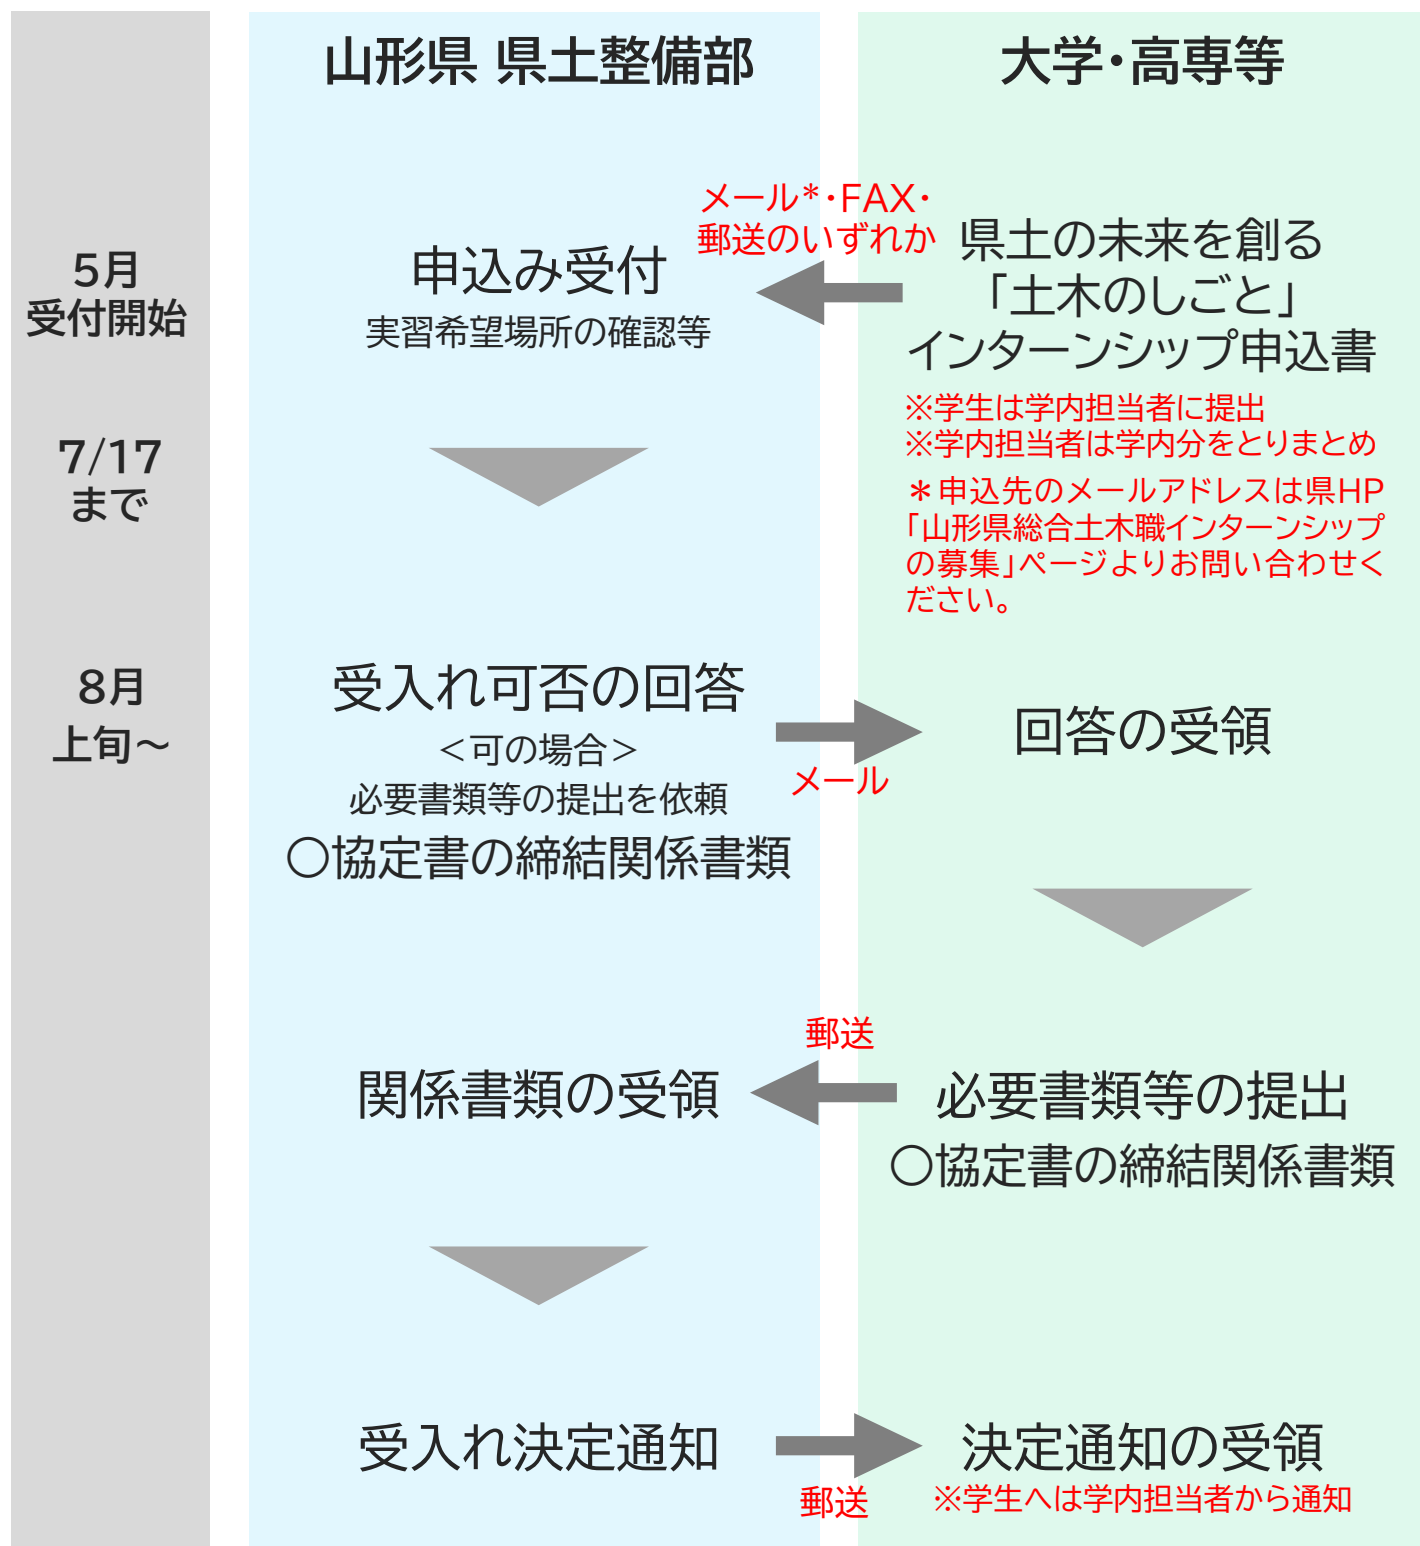 山形県 県土整備部
大学・高専等
5月
受付開始
7/17
まで
申込み受付
実習希望場所の確認等
メール*・FAX・
郵送のいずれか
県土の未来を創る
「土木のしごと」
インターンシップ申込書
※学生は学内担当者に提出
※学内担当者は学内分をとりまとめ
＊申込先のメールアドレスは県HP
「山形県総合土木職インターンシップ
の募集」ページよりお問い合わせく
ださい。
8月
上旬～
受入れ可否の回答
＜可の場合＞
必要書類等の提出を依頼
〇協定書の締結関係書類
メール
回答の受領
関係書類の受領
郵送
必要書類等の提出
〇協定書の締結関係書類
受入れ決定通知
郵送
決定通知の受領
※学生へは学内担当者から通知